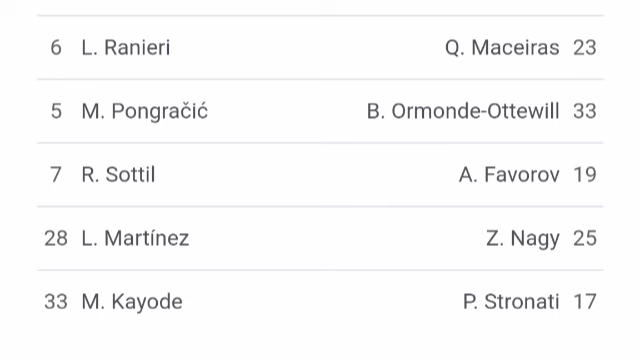 6 L. Ranieri Q. Maceiras 23
5 M. Pongračić B. Ormonde-Ottewill 33
7 R. Sottil A. Favorov 19
28 L. Martínez Z. Nagy 25
33 M. Kayode P. Stronati 17